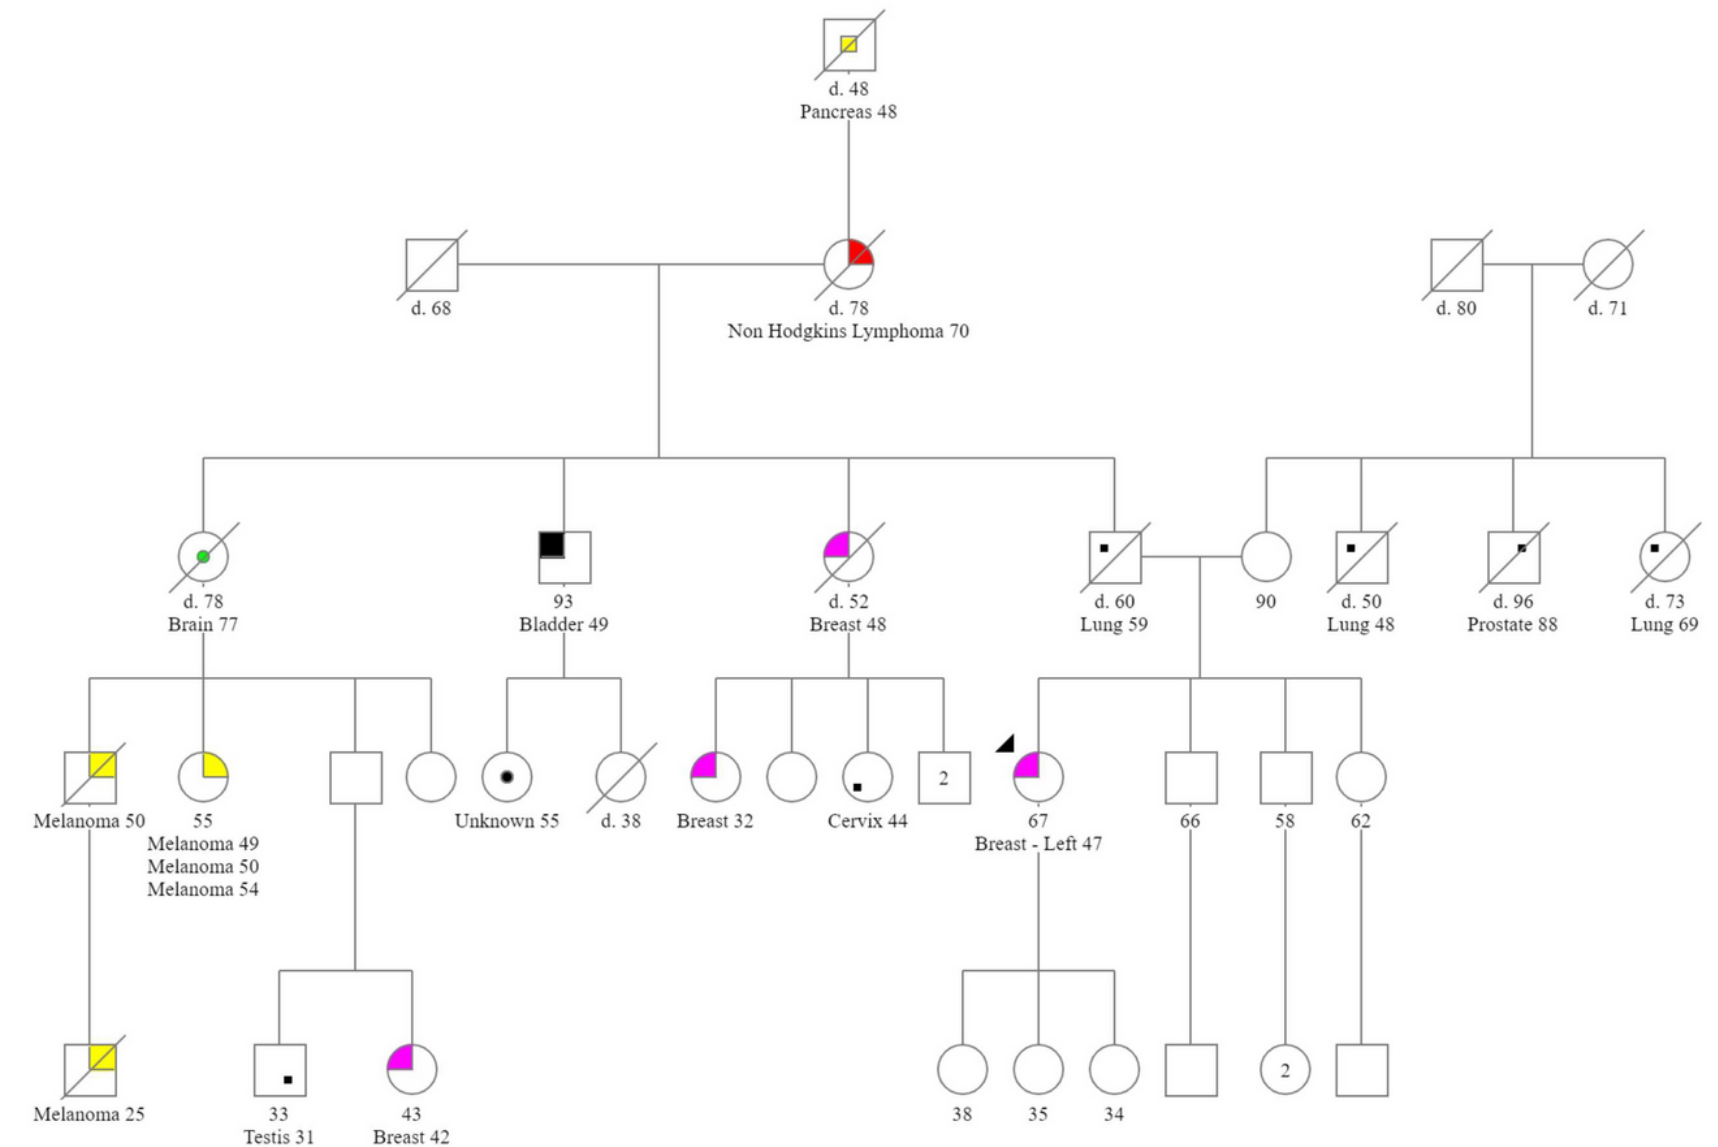 d. 48
Pancreas 48
d. 68
d. 78
Non Hodgkins Lymphoma 70
d. 80
d. 71
d. 78
Brain 77
93
Bladder 49
d. 52
Breast 48
d. 60
Lung 59
90
d. 50
Lung 48
d. 96
Prostate 88
d. 73
Lung 69
Melanoma 50
55
Melanoma 49
Melanoma 50
Melanoma 54
Unknown 55
d. 38
Breast 32
Cervix 44
2
67
Breast - Left 47
66
58
62
Melanoma 25
33
Testis 31
43
Breast 42
38
35
34
2